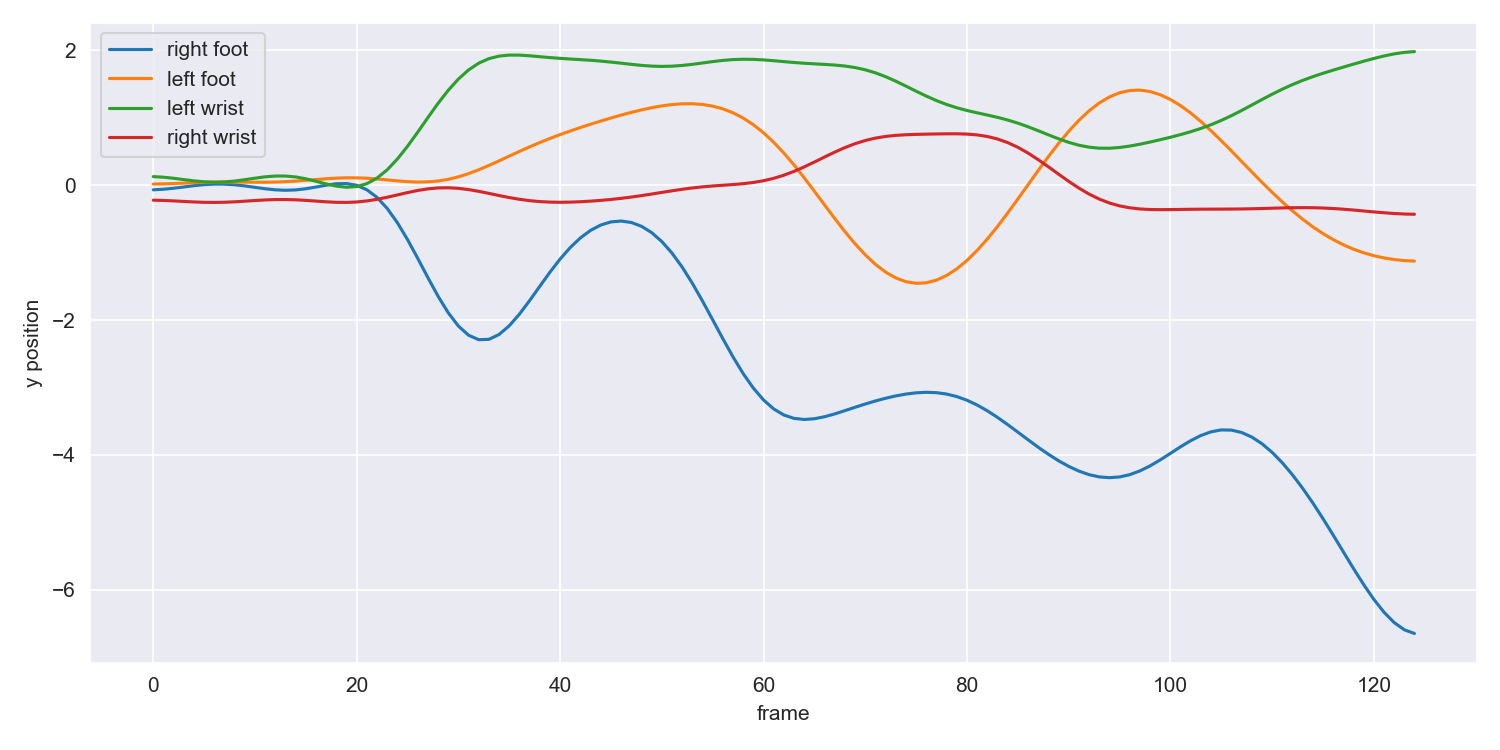 right foot
left foot
left wrist
right wrist
2
0
−2
−4
−6
y position
0 20 40 60 80 100 120
frame